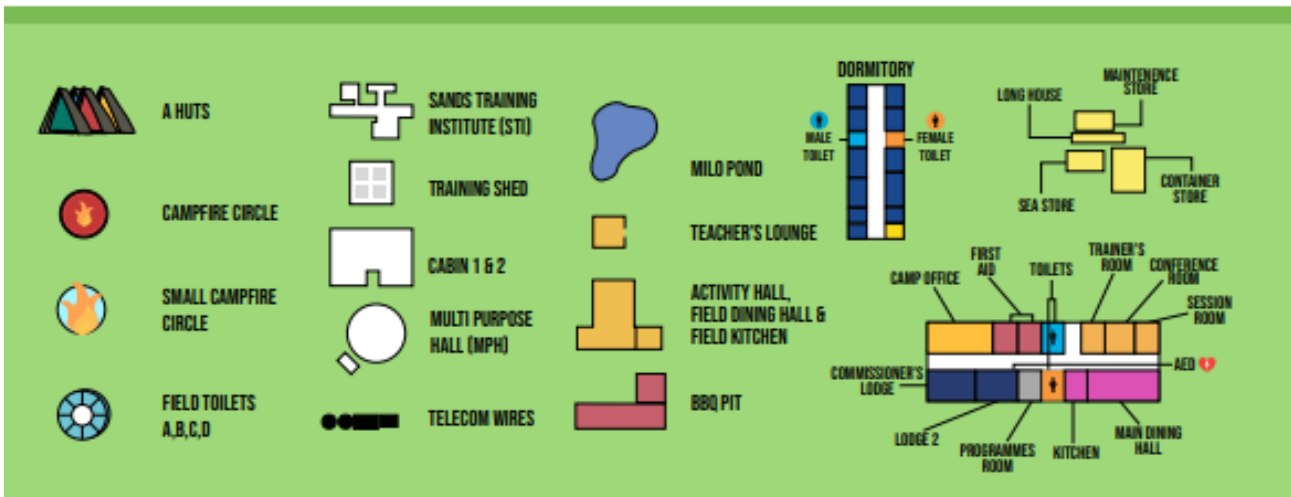 A HUTS
CAMPFIRE CIRCLE
SMALL CAMPFIRE
CIRCLE
FIELD TOILETS
A,B,C,D
SANDS TRAINING
INSTITUTE (STI)
TRAINING SHED
CABIN 1 & 2
MULTI PURPOSE
HALL (MPH)
TELECOM WIRES
MILO POND
TEACHER'S LOUNGE
ACTIVITY HALL,
FIELD DINING HALL &
FIELD KITCHEN
BBQ PIT
DORMITORY
MALE
TOILET
FEMALE
TOILET
LONG HOUSE
MAINTENENCE
STORE
SEA STORE
CONTAINER
STORE
CAMP OFFICE
FIRST
AID
TOILETS
TRAINER'S
ROOM
CONFERENCE
ROOM
SESSION
ROOM
AED
COMMISSIONER'S
LODGE
LODGE 2
PROGRAMMES
ROOM
KITCHEN
MAIN DINING
HALL